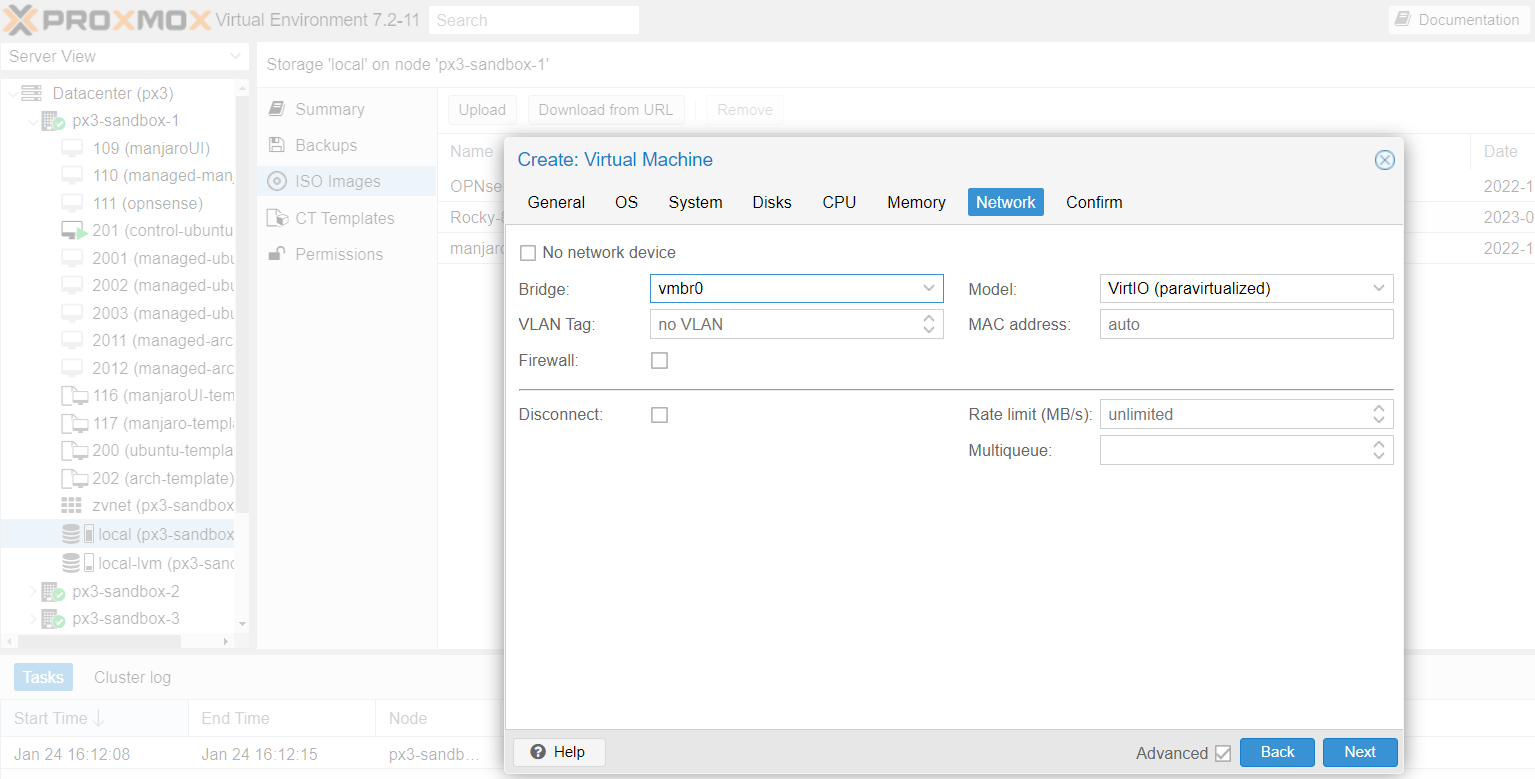 PROXMOX Virtual Environment 7.2-11 Search Documentation
Server View
Storage 'local' on node 'px3-sandbox-1'
Datacenter (px3)
px3-sandbox-1
109 (manjaroUI)
110 (managed-manj
111 (opnsense)
201 (control-ubuntu
2001 (managed-ubu
2002 (managed-ubu
2003 (managed-ubu
2011 (managed-arc
2012 (managed-arc
116 (manjaroUI-tem
117 (manjaro-templa
200 (ubuntu-templa
202 (arch-template)
zvnet (px3-sandbox
local (px3-sandbox
local-lvm (px3-sand
px3-sandbox-2
px3-sandbox-3
Summary
Backups
ISO Images
CT Templates
Permissions
Upload Download from URL Remove
Name Date
OPNse 2022-1
Rocky-8 2023-0
manjaro 2022-1
Create: Virtual Machine
General OS System Disks CPU Memory Network Confirm
No network device
Bridge: vmbr0 Model: VirtIO (paravirtualized)
VLAN Tag: no VLAN MAC address: auto
Firewall:
Disconnect: Rate limit (MB/s): unlimited
Multiqueue:
Help Advanced Back Next
Tasks Cluster log
Start Time End Time Node
Jan 24 16:12:08 Jan 24 16:12:15 px3-sandb…